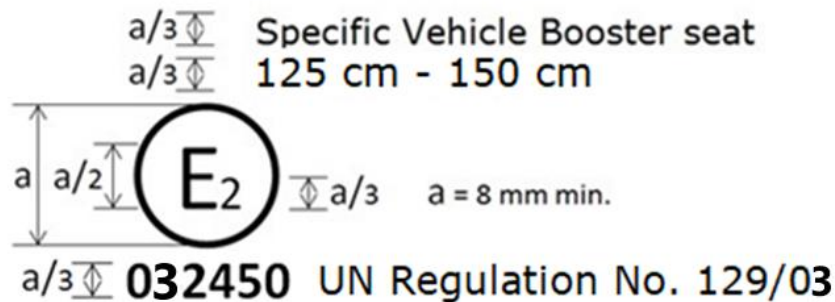 a/3 Specific Vehicle Booster seat
a/3 125 cm - 150 cm
a a/2 E2 a/3 a = 8 mm min.
a/3 032450 UN Regulation No. 129/03